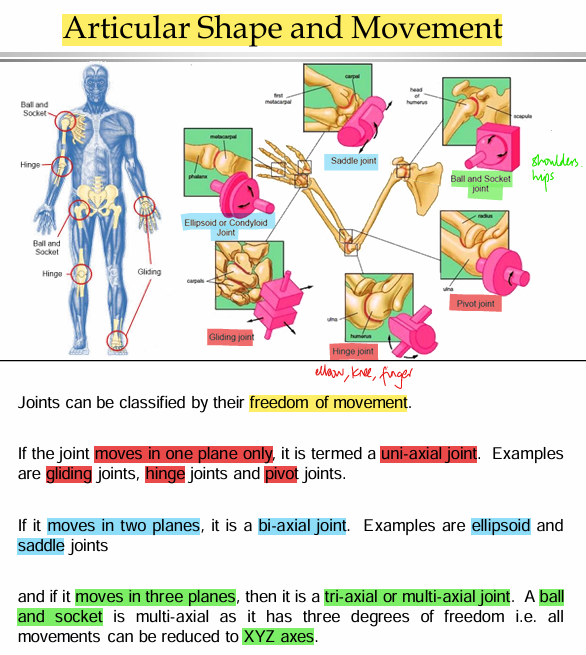 Articular Shape and Movement
Ball and
Socket
Hinge
Ball and
Socket
Hinge
Gliding
first
metacarpal
carpal
Saddle joint
head
of
humerus
scapula
Ball and Socket
joint
shoulders
hips
metacarpal
phalanx
Ellipsoid or Condyloid
Joint
carpals
Gliding joint
ulna
humerus
Hinge joint
elbow, knee, finger
radius
ulna
Pivot joint
Joints can be classified by their freedom of movement.
If the joint moves in one plane only, it is termed a uni-axial joint. Examples
are gliding joints, hinge joints and pivot joints.
If it moves in two planes, it is a bi-axial joint. Examples are ellipsoid and
saddle joints
and if it moves in three planes, then it is a tri-axial or multi-axial joint. A ball
and socket is multi-axial as it has three degrees of freedom i.e. all
movements can be reduced to XYZ axes.